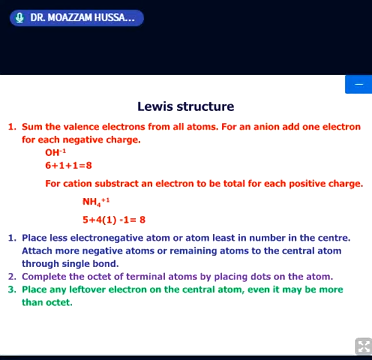 DR. MOAZZAM HUSSA...
Lewis structure
1. Sum the valence electrons from all atoms. For an anion add one electron
for each negative charge.
OH⁻¹
6+1+1=8
For cation substract an electron to be total for each positive charge.
NH₄⁺¹
5+4(1) -1= 8
1. Place less electronegative atom or atom least in number in the centre.
Attach more negative atoms or remaining atoms to the central atom
through single bond.
2. Complete the octet of terminal atoms by placing dots on the atom.
3. Place any leftover electron on the central atom, even it may be more
than octet.